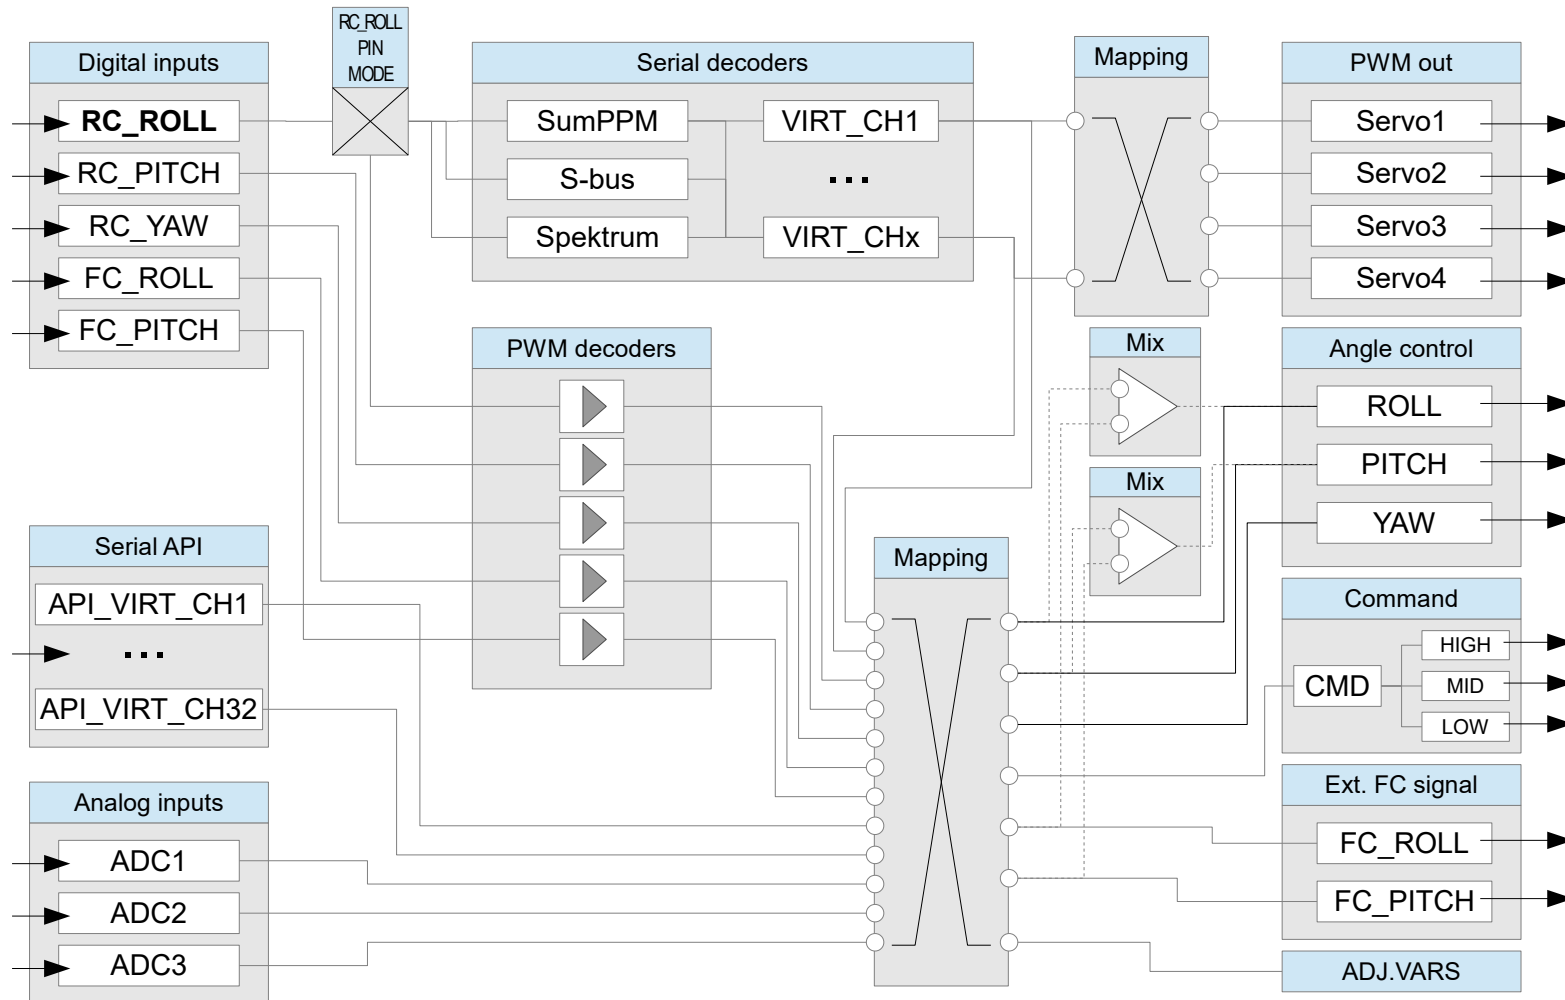 Digital inputs
RC_ROLL
RC_PITCH
RC_YAW
FC_ROLL
FC_PITCH
RC_ROLL
PIN
MODE
Serial decoders
SumPPM
S-bus
Spektrum
VIRT_CH1
...
VIRT_CHx
Mapping
PWM out
Servo1
Servo2
Servo3
Servo4
PWM decoders
Mix
Mix
Angle control
ROLL
PITCH
YAW
Serial API
API_VIRT_CH1
...
API_VIRT_CH32
Mapping
Command
CMD
HIGH
MID
LOW
Analog inputs
ADC1
ADC2
ADC3
Ext. FC signal
FC_ROLL
FC_PITCH
ADJ.VARS